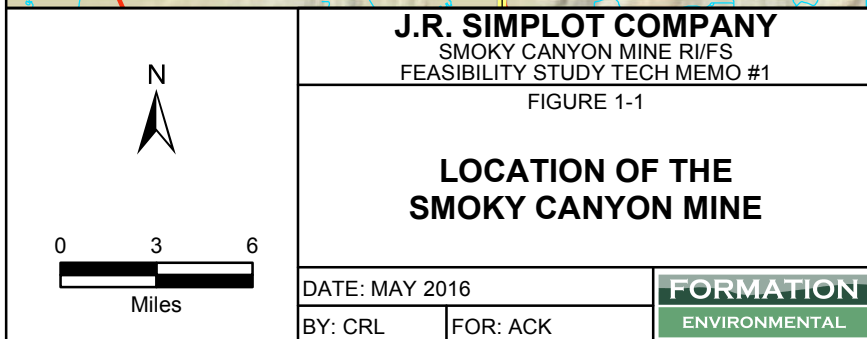 N
0 3 6
Miles
J.R. SIMPLOT COMPANY
SMOKY CANYON MINE RI/FS
FEASIBILITY STUDY TECH MEMO #1
FIGURE 1-1
LOCATION OF THE
SMOKY CANYON MINE
DATE: MAY 2016
BY: CRL
FOR: ACK
FORMATION
ENVIRONMENTAL